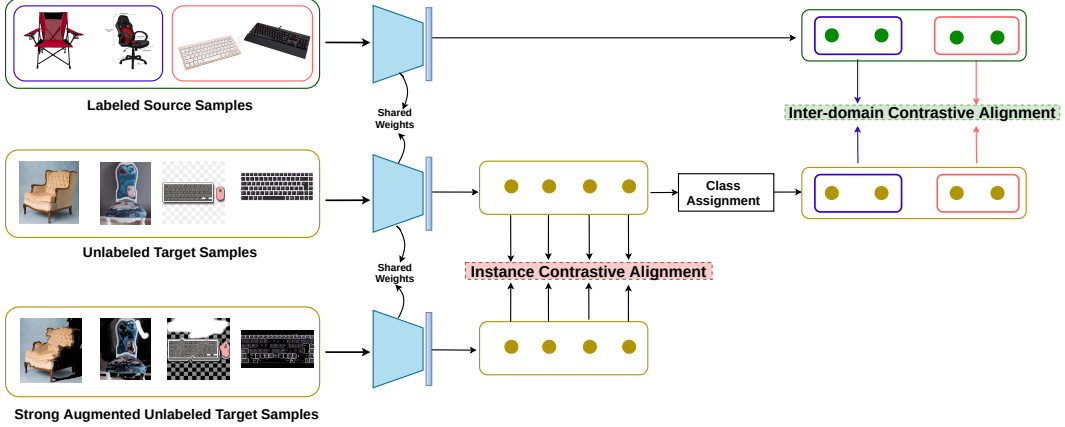 Labeled Source Samples
Shared
Weights
Inter-domain Contrastive Alignment
Class
Assignment
Unlabeled Target Samples
Shared
Weights
Instance Contrastive Alignment
Strong Augmented Unlabeled Target Samples